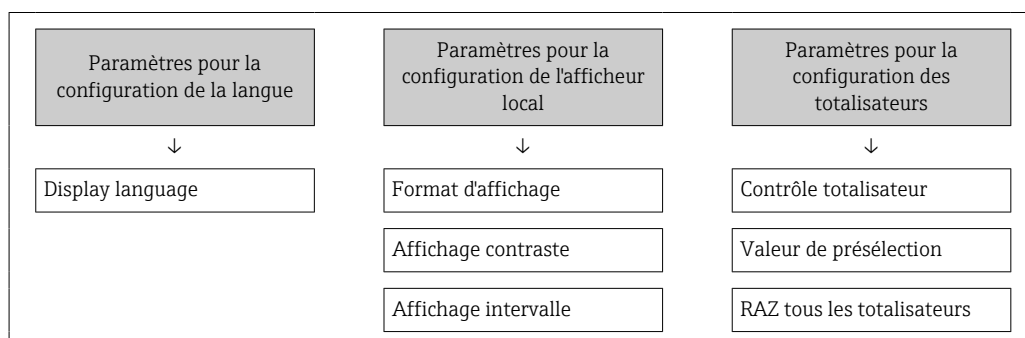 Paramètres pour la
configuration de la langue
↓
Display language
Paramètres pour la
configuration de l'afficheur
local
↓
Format d'affichage
Affichage contraste
Affichage intervalle
Paramètres pour la
configuration des
totalisateurs
↓
Contrôle totalisateur
Valeur de présélection
RAZ tous les totalisateurs